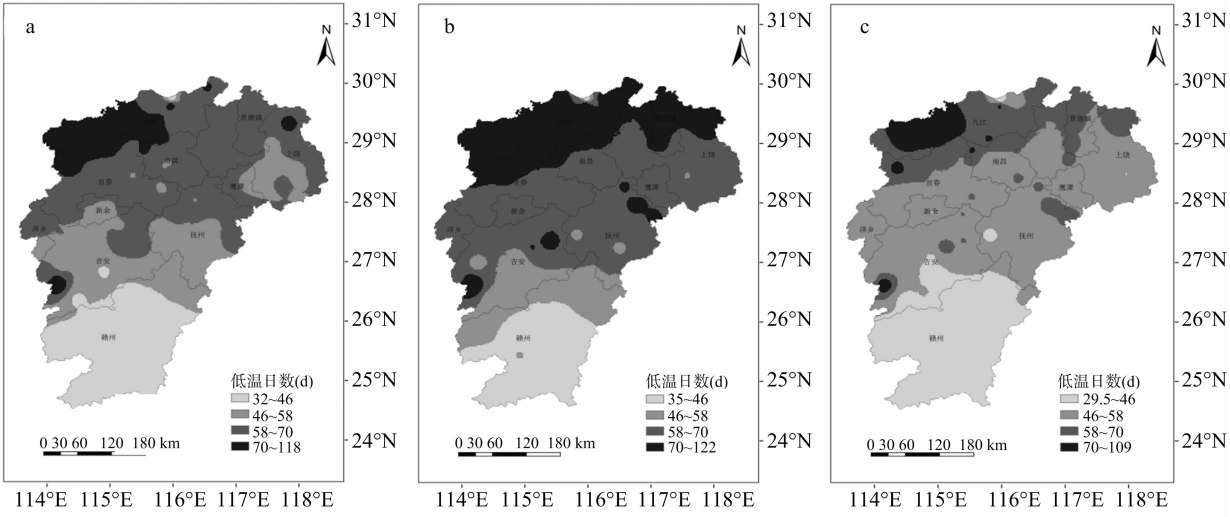 a
N
景德镇
南昌
上饶
宜春
鹰潭
新余
萍乡
抚州
吉安
赣州
低温日数(d)
32~46
46~58
58~70
70~118
0 30 60 120 180 km
31°N
30°N
29°N
28°N
27°N
26°N
25°N
24°N
114°E 115°E 116°E 117°E 118°E
b
N
南昌
上饶
宜春
鹰潭
新余
萍乡
抚州
吉安
赣州
低温日数(d)
35~46
46~58
58~70
70~122
0 30 60 120 180 km
31°N
30°N
29°N
28°N
27°N
26°N
25°N
24°N
114°E 115°E 116°E 117°E 118°E
c
N
九江
景德镇
南昌
上饶
宜春
鹰潭
新余
萍乡
抚州
吉安
赣州
低温日数(d)
29.5~46
46~58
58~70
70~109
0 30 60 120 180 km
31°N
30°N
29°N
28°N
27°N
26°N
25°N
24°N
114°E 115°E 116°E 117°E 118°E